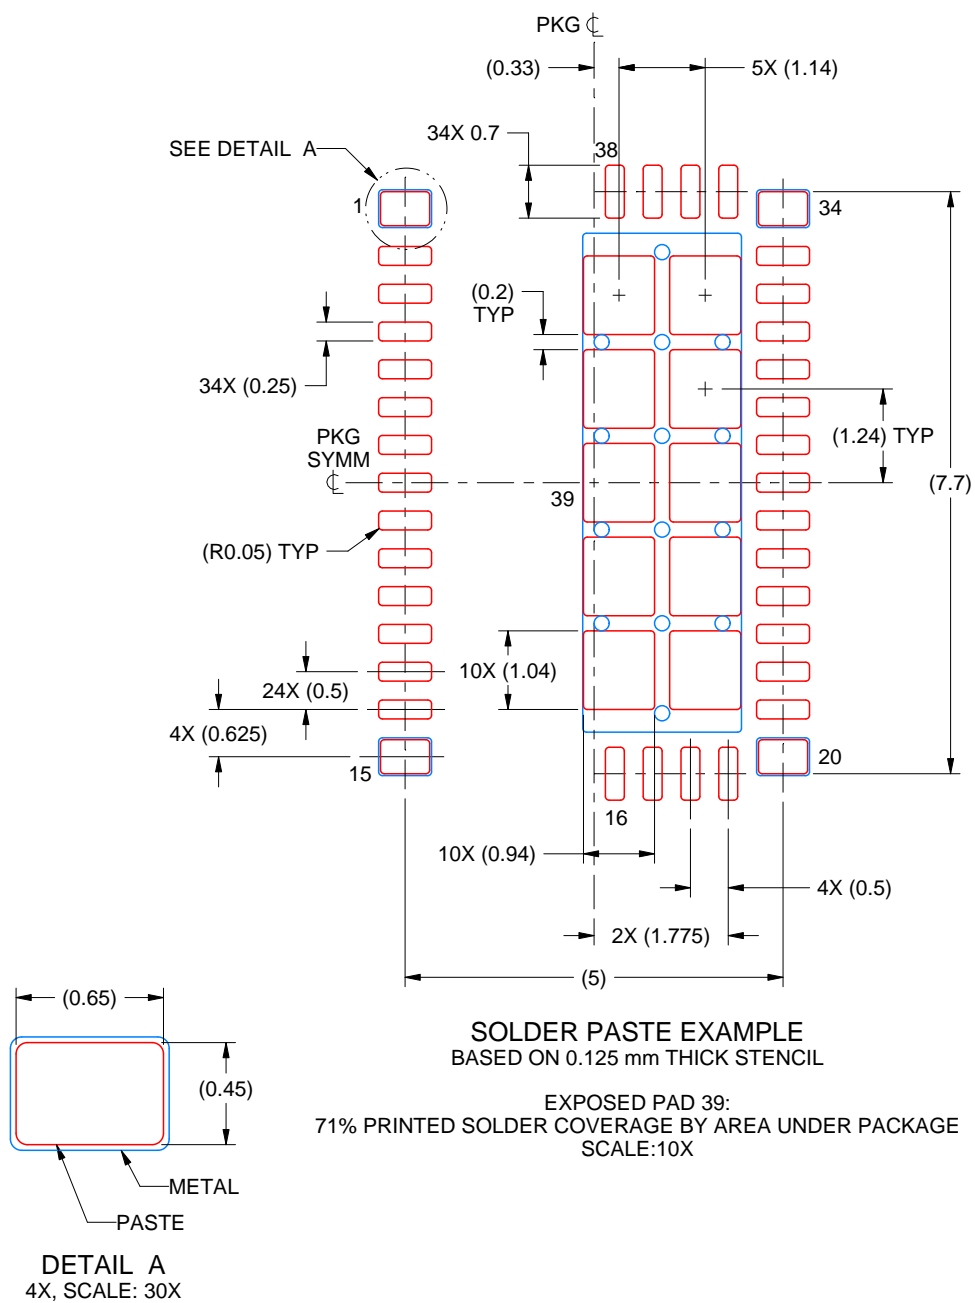 PKG ℄
(0.33)
5X (1.14)
34X 0.7
38
SEE DETAIL A
1
34
(0.2)
TYP
34X (0.25)
PKG
SYMM
℄
(1.24) TYP
(7.7)
39
(R0.05) TYP
10X (1.04)
24X (0.5)
4X (0.625)
15
20
16
10X (0.94)
4X (0.5)
2X (1.775)
(5)
(0.65)
(0.45)
METAL
PASTE
DETAIL A
4X, SCALE: 30X
SOLDER PASTE EXAMPLE
BASED ON 0.125 mm THICK STENCIL
EXPOSED PAD 39:
71% PRINTED SOLDER COVERAGE BY AREA UNDER PACKAGE
SCALE:10X